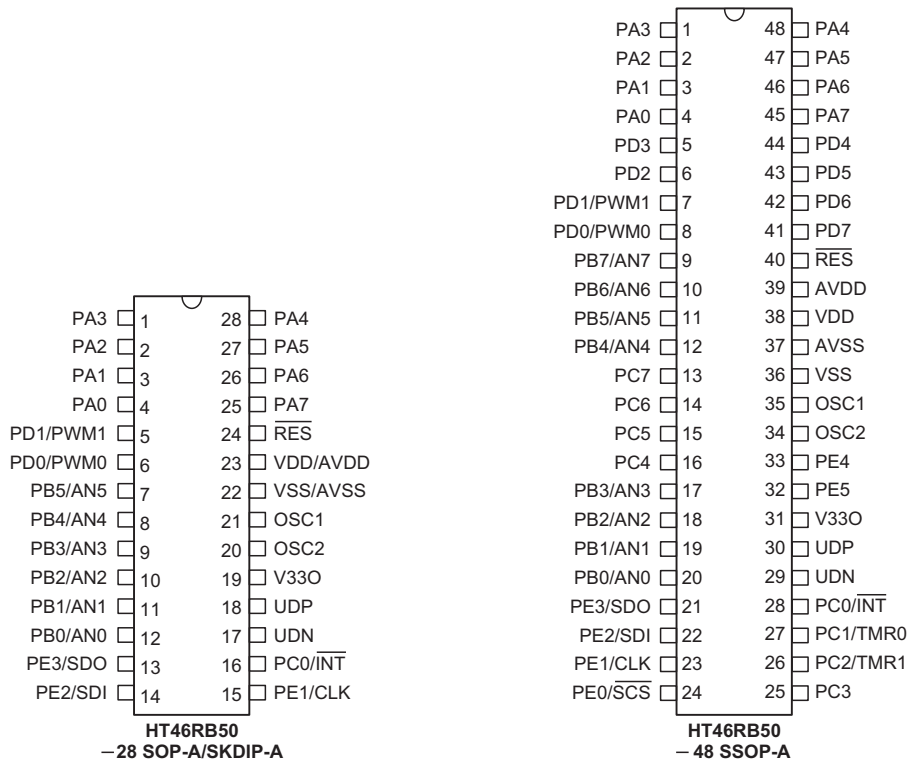 PA3 1 48 PA4
PA2 2 47 PA5
PA1 3 46 PA6
PA0 4 45 PA7
PD3 5 44 PD4
PD2 6 43 PD5
PD1/PWM1 7 42 PD6
PD0/PWM0 8 41 PD7
PB7/AN7 9 40 R̅E̅S̅
PB6/AN6 10 39 AVDD
PB5/AN5 11 38 VDD
PB4/AN4 12 37 AVSS
PC7 13 36 VSS
PC6 14 35 OSC1
PC5 15 34 OSC2
PC4 16 33 PE4
PB3/AN3 17 32 PE5
PB2/AN2 18 31 V33O
PB1/AN1 19 30 UDP
PB0/AN0 20 29 UDN
PE3/SDO 21 28 PC0/I̅N̅T̅
PE2/SDI 22 27 PC1/TMR0
PE1/CLK 23 26 PC2/TMR1
PE0/S̅C̅S̅ 24 25 PC3
HT46RB50
– 48 SSOP-A
PA3 1 28 PA4
PA2 2 27 PA5
PA1 3 26 PA6
PA0 4 25 PA7
PD1/PWM1 5 24 R̅E̅S̅
PD0/PWM0 6 23 VDD/AVDD
PB5/AN5 7 22 VSS/AVSS
PB4/AN4 8 21 OSC1
PB3/AN3 9 20 OSC2
PB2/AN2 10 19 V33O
PB1/AN1 11 18 UDP
PB0/AN0 12 17 UDN
PE3/SDO 13 16 PC0/I̅N̅T̅
PE2/SDI 14 15 PE1/CLK
HT46RB50
– 28 SOP-A/SKDIP-A